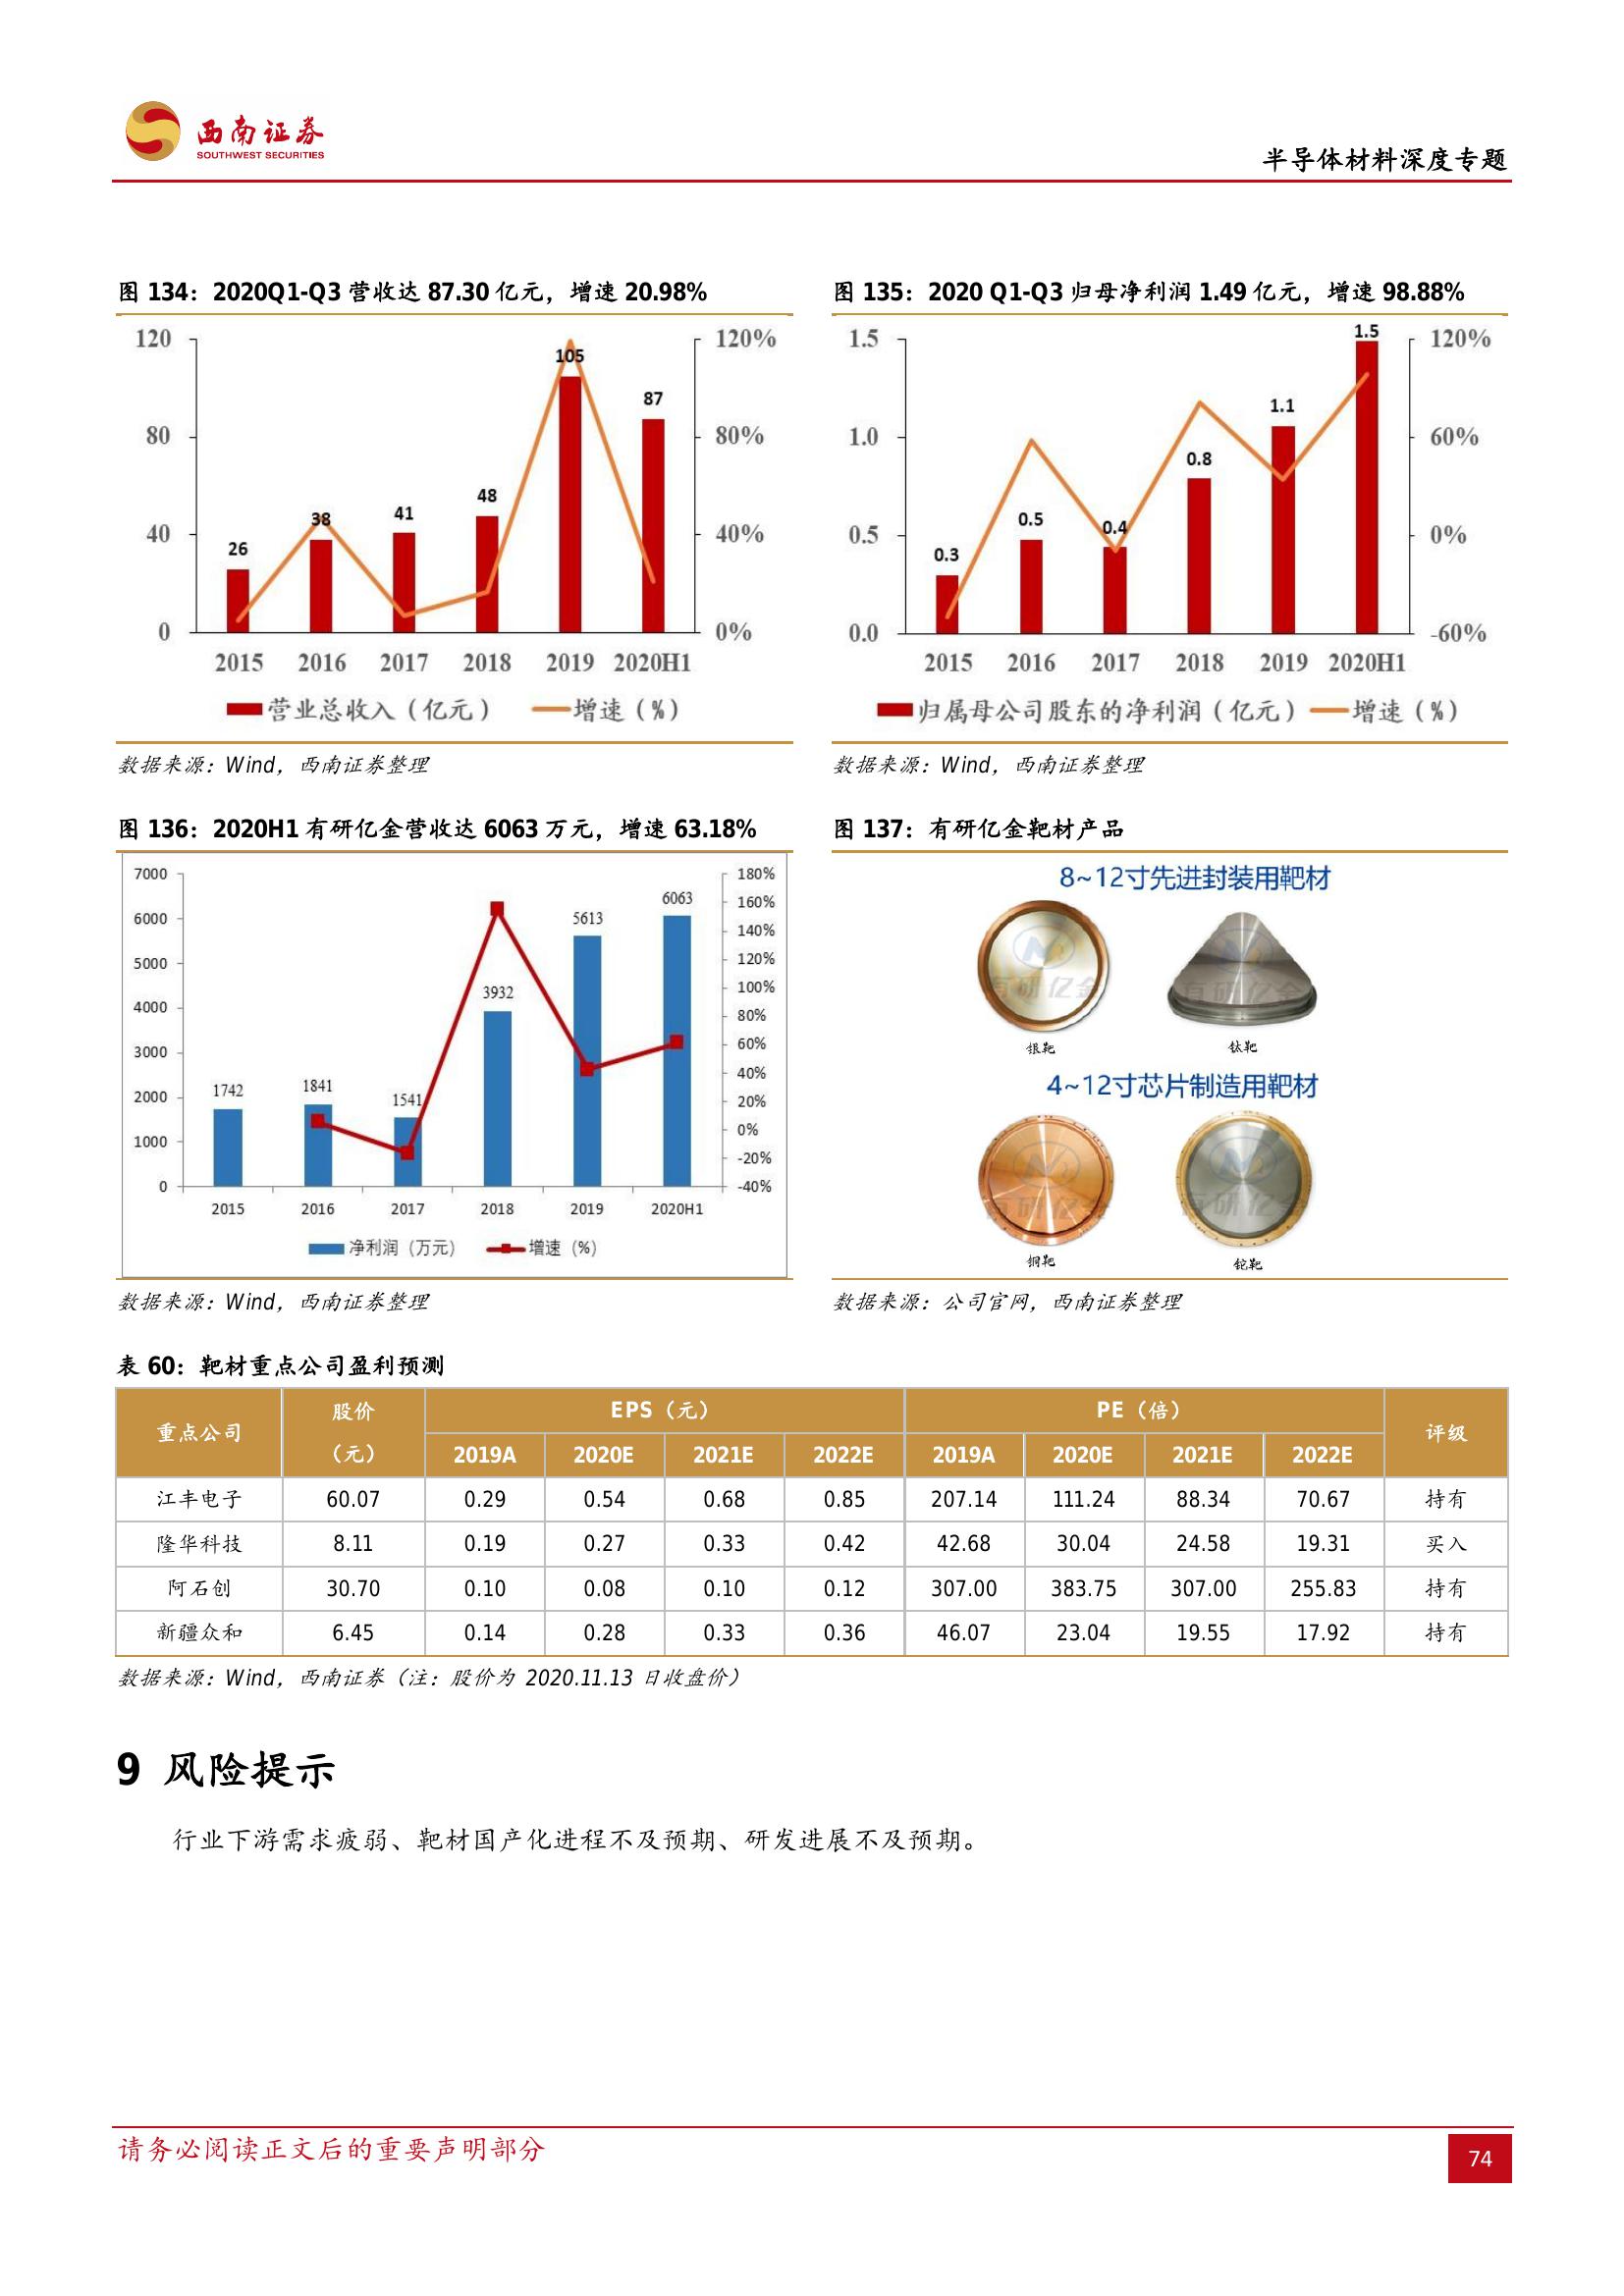 西南证券
SOUTHWEST SECURITIES
半导体材料深度专题
图 134：2020Q1-Q3 营收达 87.30 亿元，增速 20.98%
120
80
40
0
120%
80%
40%
0%
26
38
41
48
105
87
2015 2016 2017 2018 2019 2020H1
营业总收入（亿元） 增速（%）
数据来源：Wind，西南证券整理
图 135：2020 Q1-Q3 归母净利润 1.49 亿元，增速 98.88%
1.5
1.0
0.5
0.0
120%
60%
0%
-60%
0.3
0.5
0.4
0.8
1.1
1.5
2015 2016 2017 2018 2019 2020H1
归属母公司股东的净利润（亿元） 增速（%）
数据来源：Wind，西南证券整理
图 136：2020H1 有研亿金营收达 6063 万元，增速 63.18%
7000
6000
5000
4000
3000
2000
1000
0
180%
160%
140%
120%
100%
80%
60%
40%
20%
0%
-20%
-40%
1742
1841
1541
3932
5613
6063
2015 2016 2017 2018 2019 2020H1
净利润（万元） 增速（%）
数据来源：Wind，西南证券整理
图 137：有研亿金靶材产品
8~12寸先进封装用靶材
有研亿金 有研亿金
银靶 钛靶
4~12寸芯片制造用靶材
有研亿金 有研亿金
铜靶 铊靶
数据来源：公司官网，西南证券整理
表 60：靶材重点公司盈利预测
重点公司 股价（元） EPS（元） PE（倍） 评级
2019A 2020E 2021E 2022E 2019A 2020E 2021E 2022E
江丰电子 60.07 0.29 0.54 0.68 0.85 207.14 111.24 88.34 70.67 持有
隆华科技 8.11 0.19 0.27 0.33 0.42 42.68 30.04 24.58 19.31 买入
阿石创 30.70 0.10 0.08 0.10 0.12 307.00 383.75 307.00 255.83 持有
新疆众和 6.45 0.14 0.28 0.33 0.36 46.07 23.04 19.55 17.92 持有
数据来源：Wind，西南证券（注：股价为 2020.11.13 日收盘价）
9 风险提示
行业下游需求疲弱、靶材国产化进程不及预期、研发进展不及预期。
请务必阅读正文后的重要声明部分
74